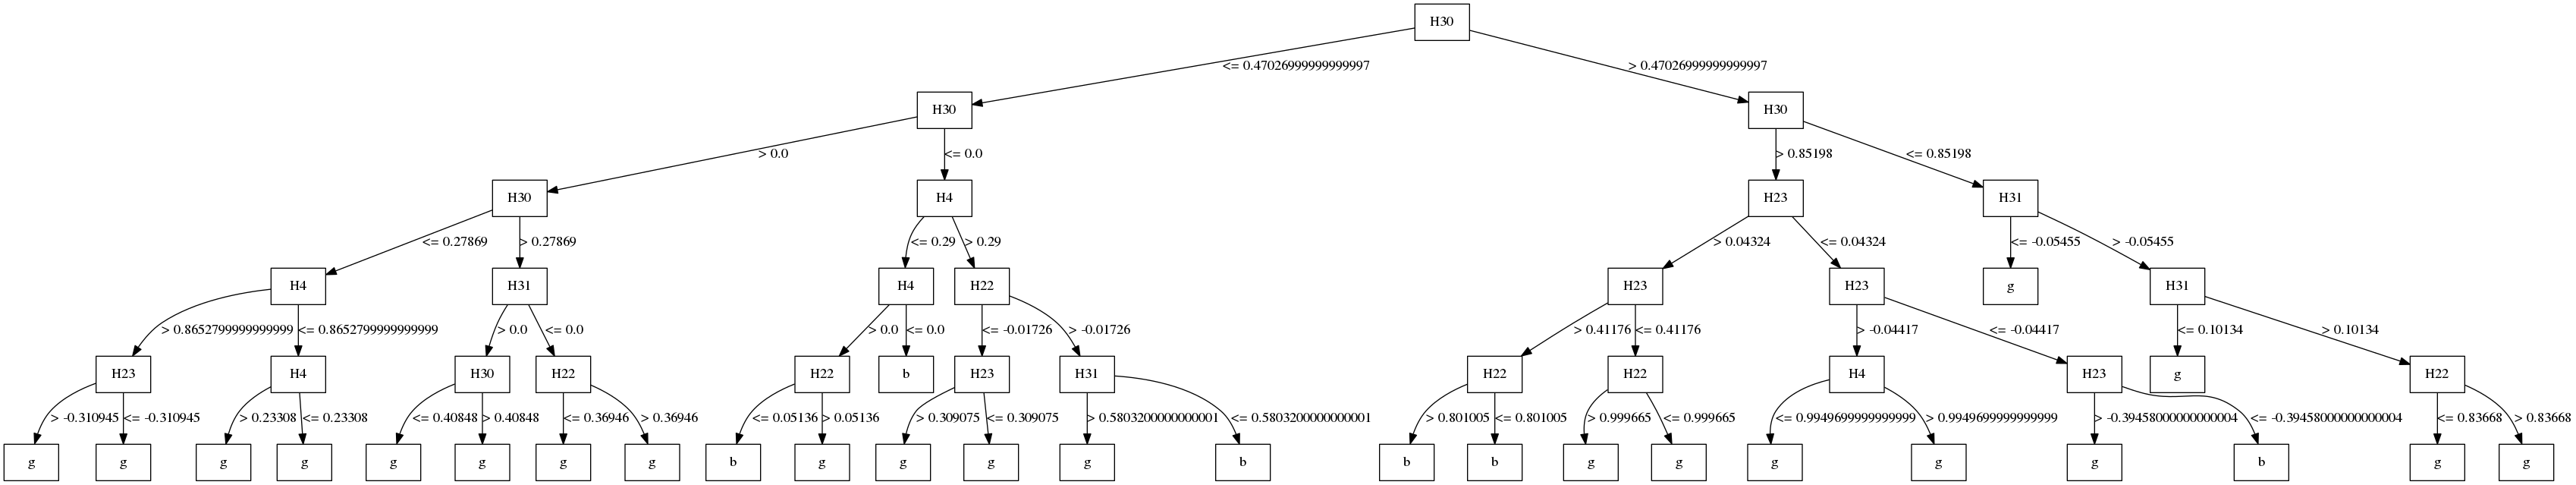 H30
<= 0.47026999999999997 > 0.47026999999999997
H30 H30
> 0.0 <= 0.0 > 0.85198 <= 0.85198
H30 H4 H23 H31
<= 0.27869 > 0.27869 <= 0.29 > 0.29 > 0.04324 <= 0.04324 <= -0.05455 > -0.05455
H4 H31 H4 H22 H23 H23 g H31
> 0.8652799999999999 <= 0.8652799999999999 > 0.0 <= 0.0 > 0.0 <= 0.0 <= -0.01726 > -0.01726 > 0.41176 <= 0.41176 > -0.04417 <= -0.04417 <= 0.10134 > 0.10134
H23 H4 H30 H22 H22 b H23 H31 H22 H22 H4 H23 g H22
> -0.310945 <= -0.310945 > 0.23308 <= 0.23308 <= 0.40848 > 0.40848 <= 0.36946 > 0.36946 <= 0.05136 > 0.05136 > 0.309075 <= 0.309075 > 0.5803200000000001 <= 0.5803200000000001 > 0.801005 <= 0.801005 > 0.999665 <= 0.999665 <= 0.9949699999999999 > 0.9949699999999999 > -0.39458000000000004 <= -0.39458000000000004 <= 0.83668 > 0.83668
g g g g g g g g b g g g g b b b g g g g g b g g